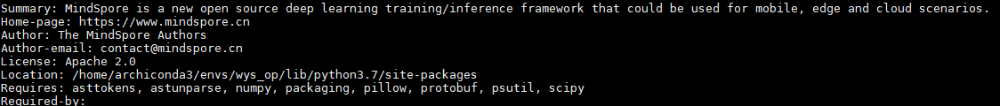 Summary: MindSpore is a new open source deep learning training/inference framework that could be used for mobile, edge and cloud scenarios.
Home-page: https://www.mindspore.cn
Author: The MindSpore Authors
Author-email: contact@mindspore.cn
License: Apache 2.0
Location: /home/archiconda3/envs/wys_op/lib/python3.7/site-packages
Requires: asttokens, astunparse, numpy, packaging, pillow, protobuf, psutil, scipy
Required-by: